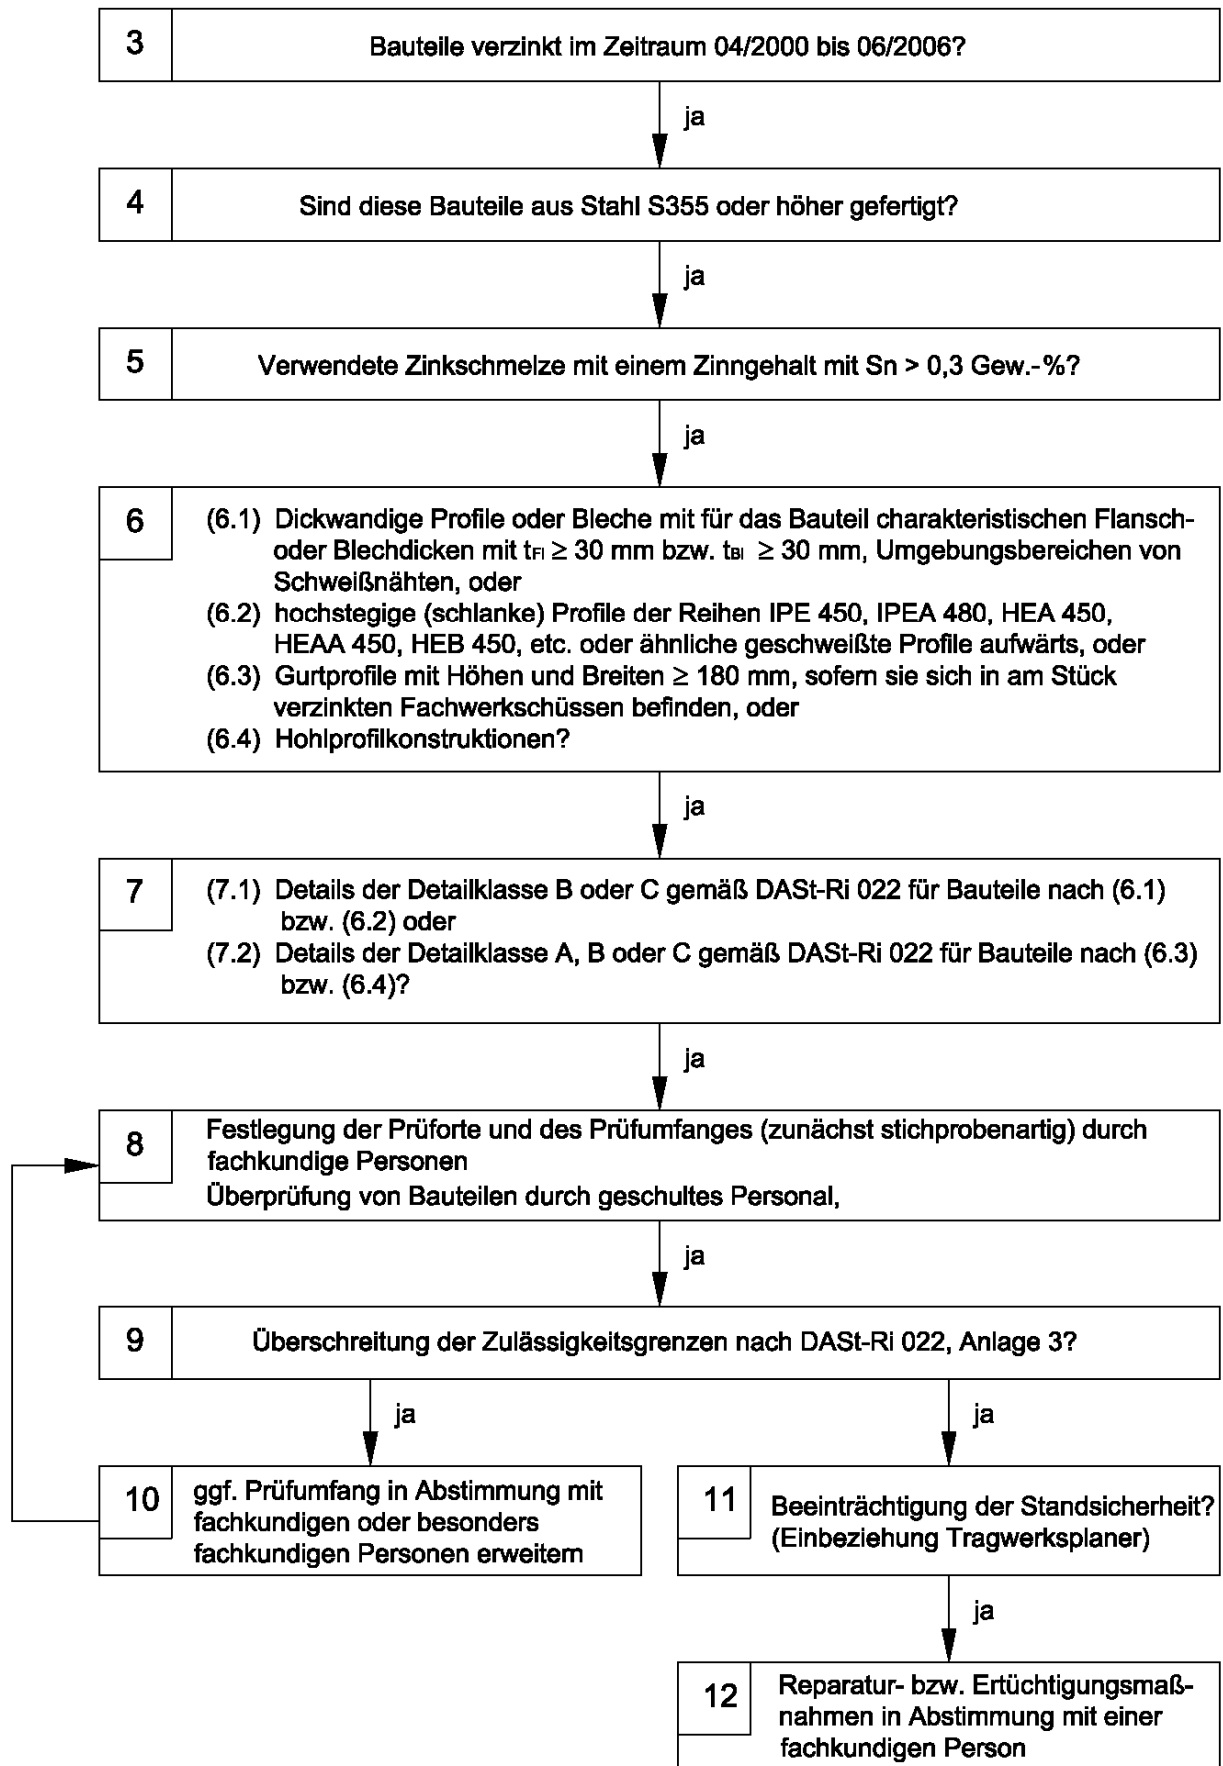 3
Bauteile verzinkt im Zeitraum 04/2000 bis 06/2006?
ja
4
Sind diese Bauteile aus Stahl S355 oder höher gefertigt?
ja
5
Verwendete Zinkschmelze mit einem Zinngehalt mit Sn > 0,3 Gew.-%?
ja
6
(6.1) Dickwandige Profile oder Bleche mit für das Bauteil charakteristischen Flansch-
oder Blechdicken mit tFl ≥ 30 mm bzw. tBl ≥ 30 mm, Umgebungsbereichen von
Schweißnähten, oder
(6.2) hochstegige (schlanke) Profile der Reihen IPE 450, IPEA 480, HEA 450,
HEAA 450, HEB 450, etc. oder ähnliche geschweißte Profile aufwärts, oder
(6.3) Gurtprofile mit Höhen und Breiten ≥ 180 mm, sofern sie sich in am Stück
verzinkten Fachwerkschüssen befinden, oder
(6.4) Hohlprofilkonstruktionen?
ja
7
(7.1) Details der Detailklasse B oder C gemäß DASt-Ri 022 für Bauteile nach (6.1)
bzw. (6.2) oder
(7.2) Details der Detailklasse A, B oder C gemäß DASt-Ri 022 für Bauteile nach (6.3)
bzw. (6.4)?
ja
8
Festlegung der Prüforte und des Prüfumfanges (zunächst stichprobenartig) durch
fachkundige Personen
Überprüfung von Bauteilen durch geschultes Personal,
ja
9
Überschreitung der Zulässigkeitsgrenzen nach DASt-Ri 022, Anlage 3?
ja
ja
10
ggf. Prüfumfang in Abstimmung mit
fachkundigen oder besonders
fachkundigen Personen erweitern
11
Beeinträchtigung der Standsicherheit?
(Einbeziehung Tragwerksplaner)
ja
12
Reparatur- bzw. Ertüchtigungsmaß-
nahmen in Abstimmung mit einer
fachkundigen Person